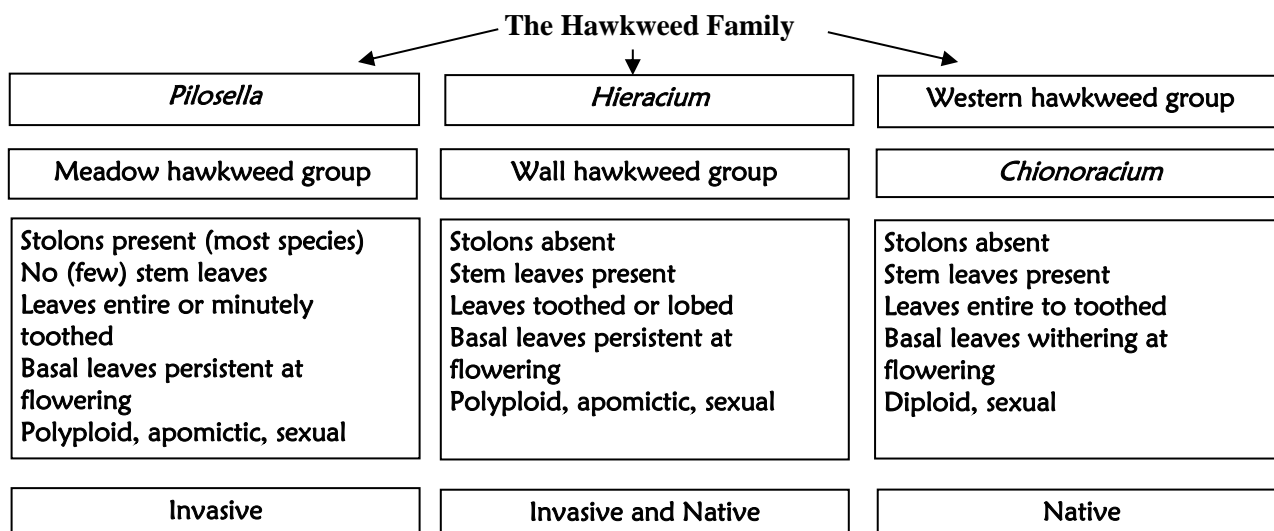 The Hawkweed Family
Pilosella
Hieracium
Western hawkweed group
Meadow hawkweed group
Wall hawkweed group
Chionoracium
Stolons present (most species)
No (few) stem leaves
Leaves entire or minutely
toothed
Basal leaves persistent at
flowering
Polyploid, apomictic, sexual
Stolons absent
Stem leaves present
Leaves toothed or lobed
Basal leaves persistent at
flowering
Polyploid, apomictic, sexual
Stolons absent
Stem leaves present
Leaves entire to toothed
Basal leaves withering at
flowering
Diploid, sexual
Invasive
Invasive and Native
Native